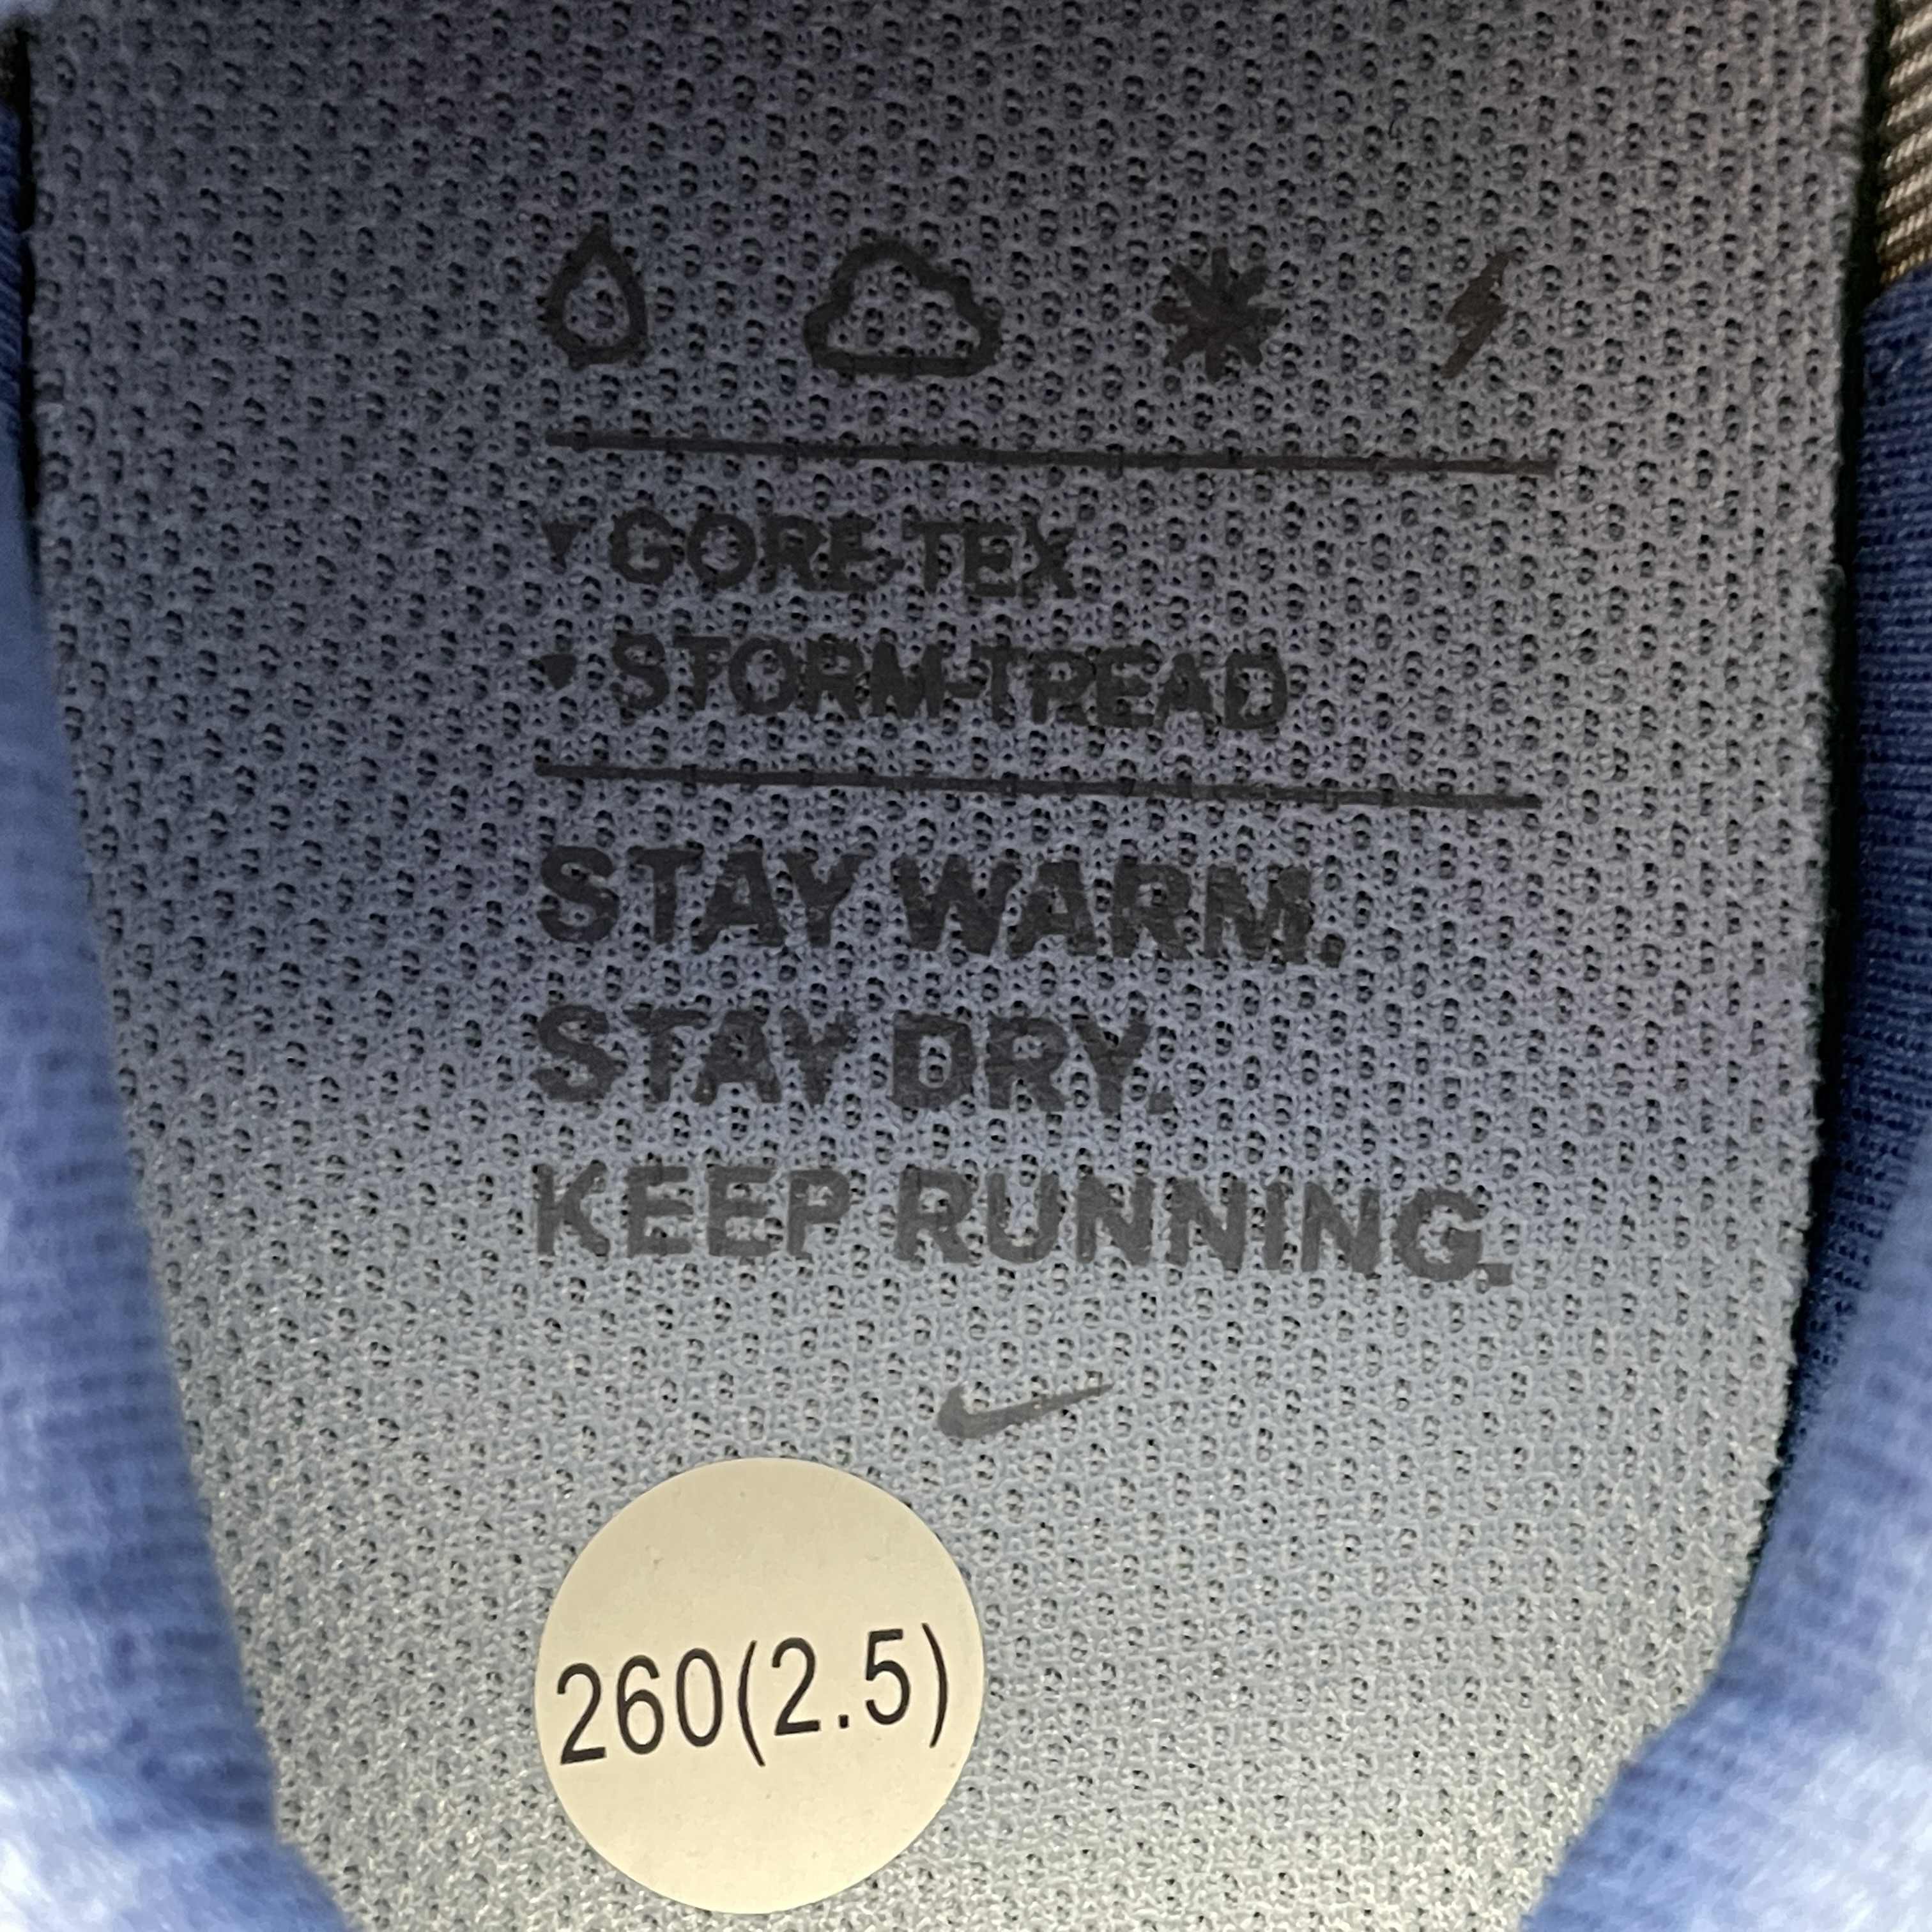 GORE-TEX
STORM-TREAD
STAY WARM.
STAY DRY.
KEEP RUNNING.
260(2.5)